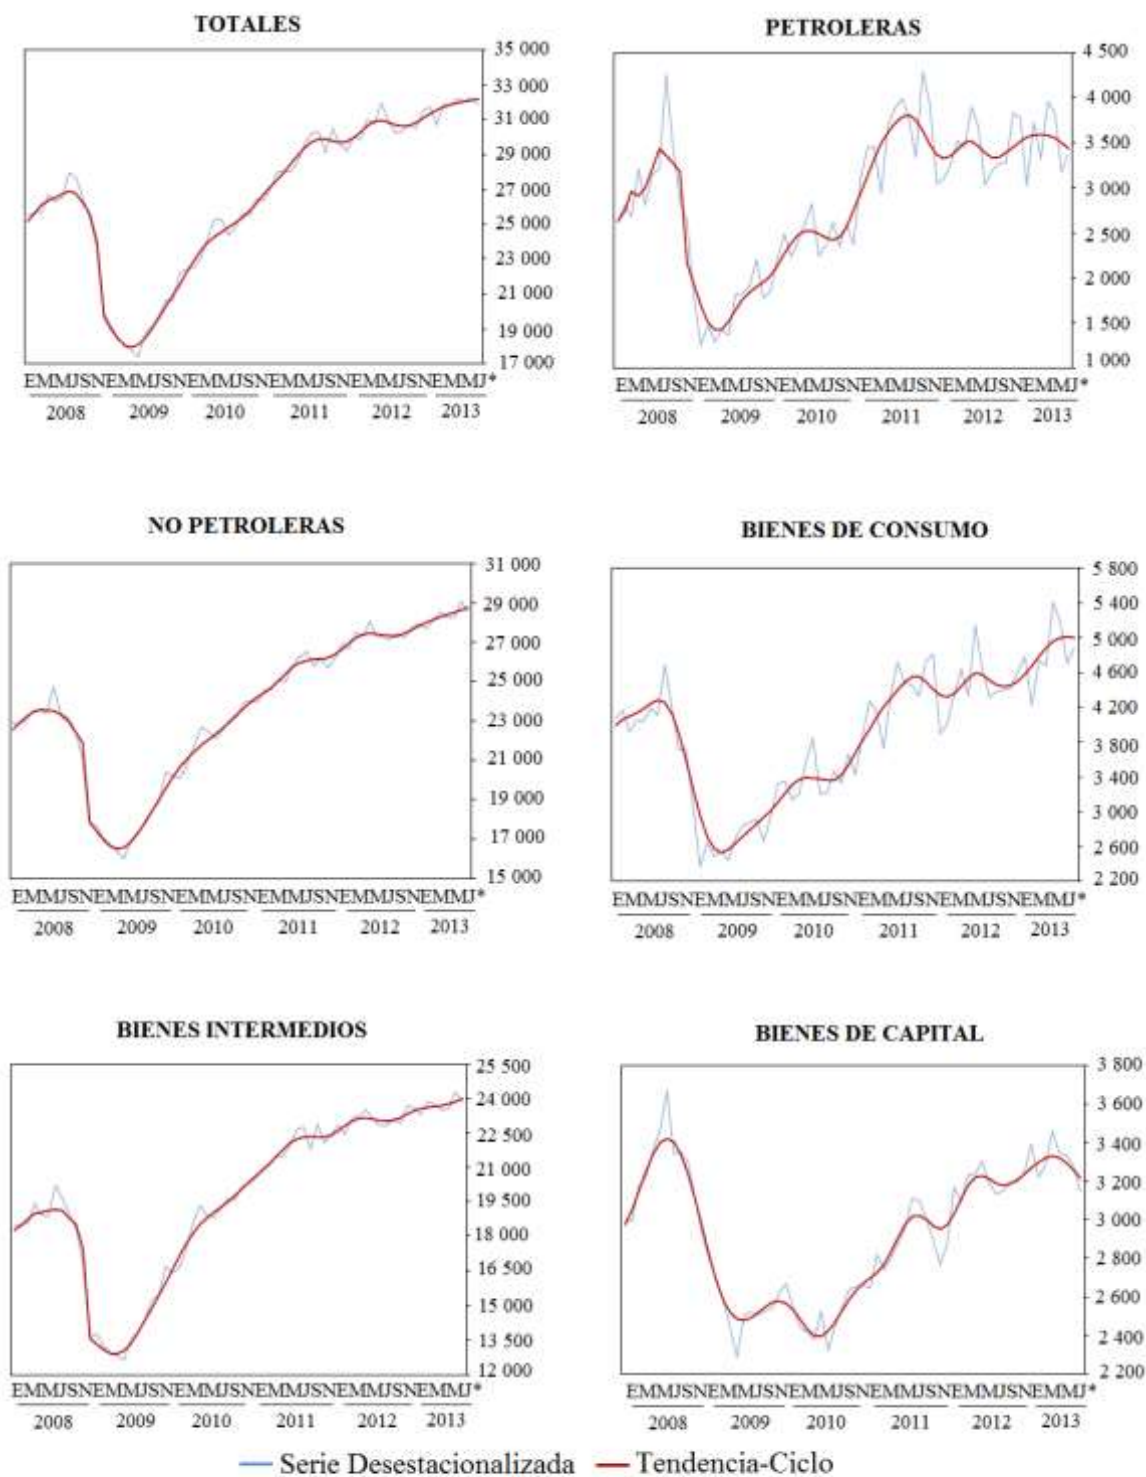 TOTALES
35 000
33 000
31 000
29 000
27 000
25 000
23 000
21 000
19 000
17 000
EMMJSNEMMJSNEMMJSNEMMJSNEMMJSNEMMJ*
2008 2009 2010 2011 2012 2013
PETROLERAS
4 500
4 000
3 500
3 000
2 500
2 000
1 500
1 000
EMMJSNEMMJSNEMMJSNEMMJSNEMMJSNEMMJ*
2008 2009 2010 2011 2012 2013
NO PETROLERAS
31 000
29 000
27 000
25 000
23 000
21 000
19 000
17 000
15 000
EMMJSNEMMJSNEMMJSNEMMJSNEMMJSNEMMJ*
2008 2009 2010 2011 2012 2013
BIENES DE CONSUMO
5 800
5 400
5 000
4 600
4 200
3 800
3 400
3 000
2 600
2 200
EMMJSNEMMJSNEMMJSNEMMJSNEMMJSNEMMJ*
2008 2009 2010 2011 2012 2013
BIENES INTERMEDIOS
25 500
24 000
22 500
21 000
19 500
18 000
16 500
15 000
13 500
12 000
EMMJSNEMMJSNEMMJSNEMMJSNEMMJSNEMMJ*
2008 2009 2010 2011 2012 2013
BIENES DE CAPITAL
3 800
3 600
3 400
3 200
3 000
2 800
2 600
2 400
2 200
EMMJSNEMMJSNEMMJSNEMMJSNEMMJSNEMMJ*
2008 2009 2010 2011 2012 2013
Serie Desestacionalizada Tendencia-Ciclo